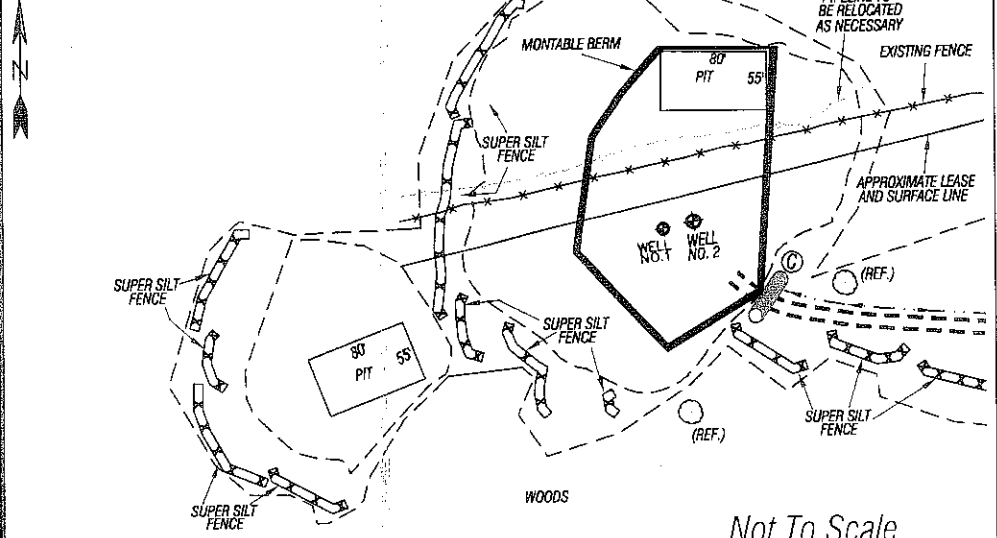 BE RELOCATED
AS NECESSARY
MONTABLE BERM
EXISTING FENCE
N
80'
PIT 55'
SUPER SILT
FENCE
APPROXIMATE LEASE
AND SURFACE LINE
WELL
NO. 1
WELL
NO. 2
C
(REF.)
SUPER SILT
FENCE
SUPER SILT
FENCE
80'
PIT 55'
SUPER SILT
FENCE
(REF.)
WOODS
SUPER SILT
FENCE
Not To Scale